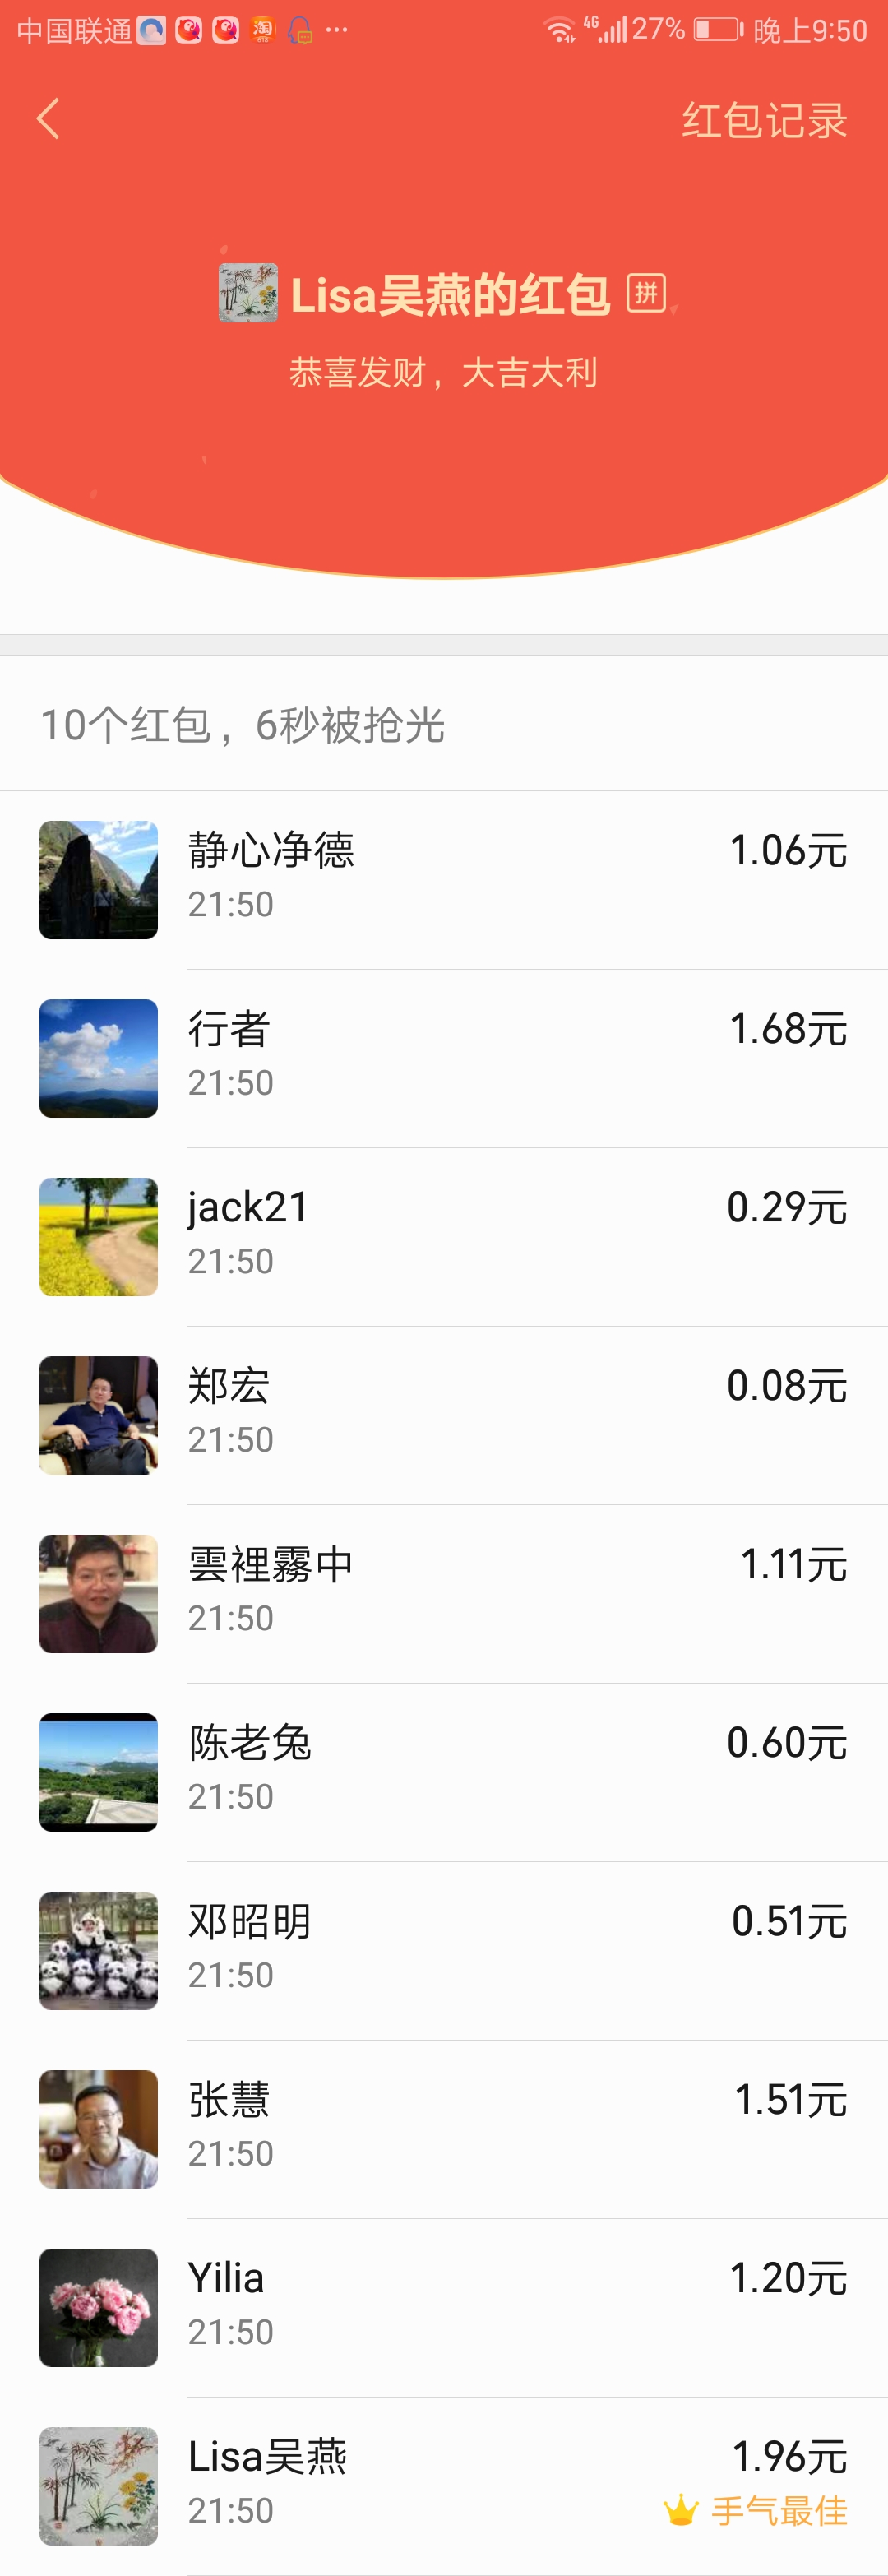 中国联通 淘 ... 4G 27% 晚上9:50
红包记录
Lisa吴燕的红包 拼
恭喜发财，大吉大利
10个红包，6秒被抢光
静心净德 1.06元
21:50
行者 1.68元
21:50
jack21 0.29元
21:50
郑宏 0.08元
21:50
雲裡霧中 1.11元
21:50
陈老兔 0.60元
21:50
邓昭明 0.51元
21:50
张慧 1.51元
21:50
Yilia 1.20元
21:50
Lisa吴燕 1.96元
21:50 手气最佳